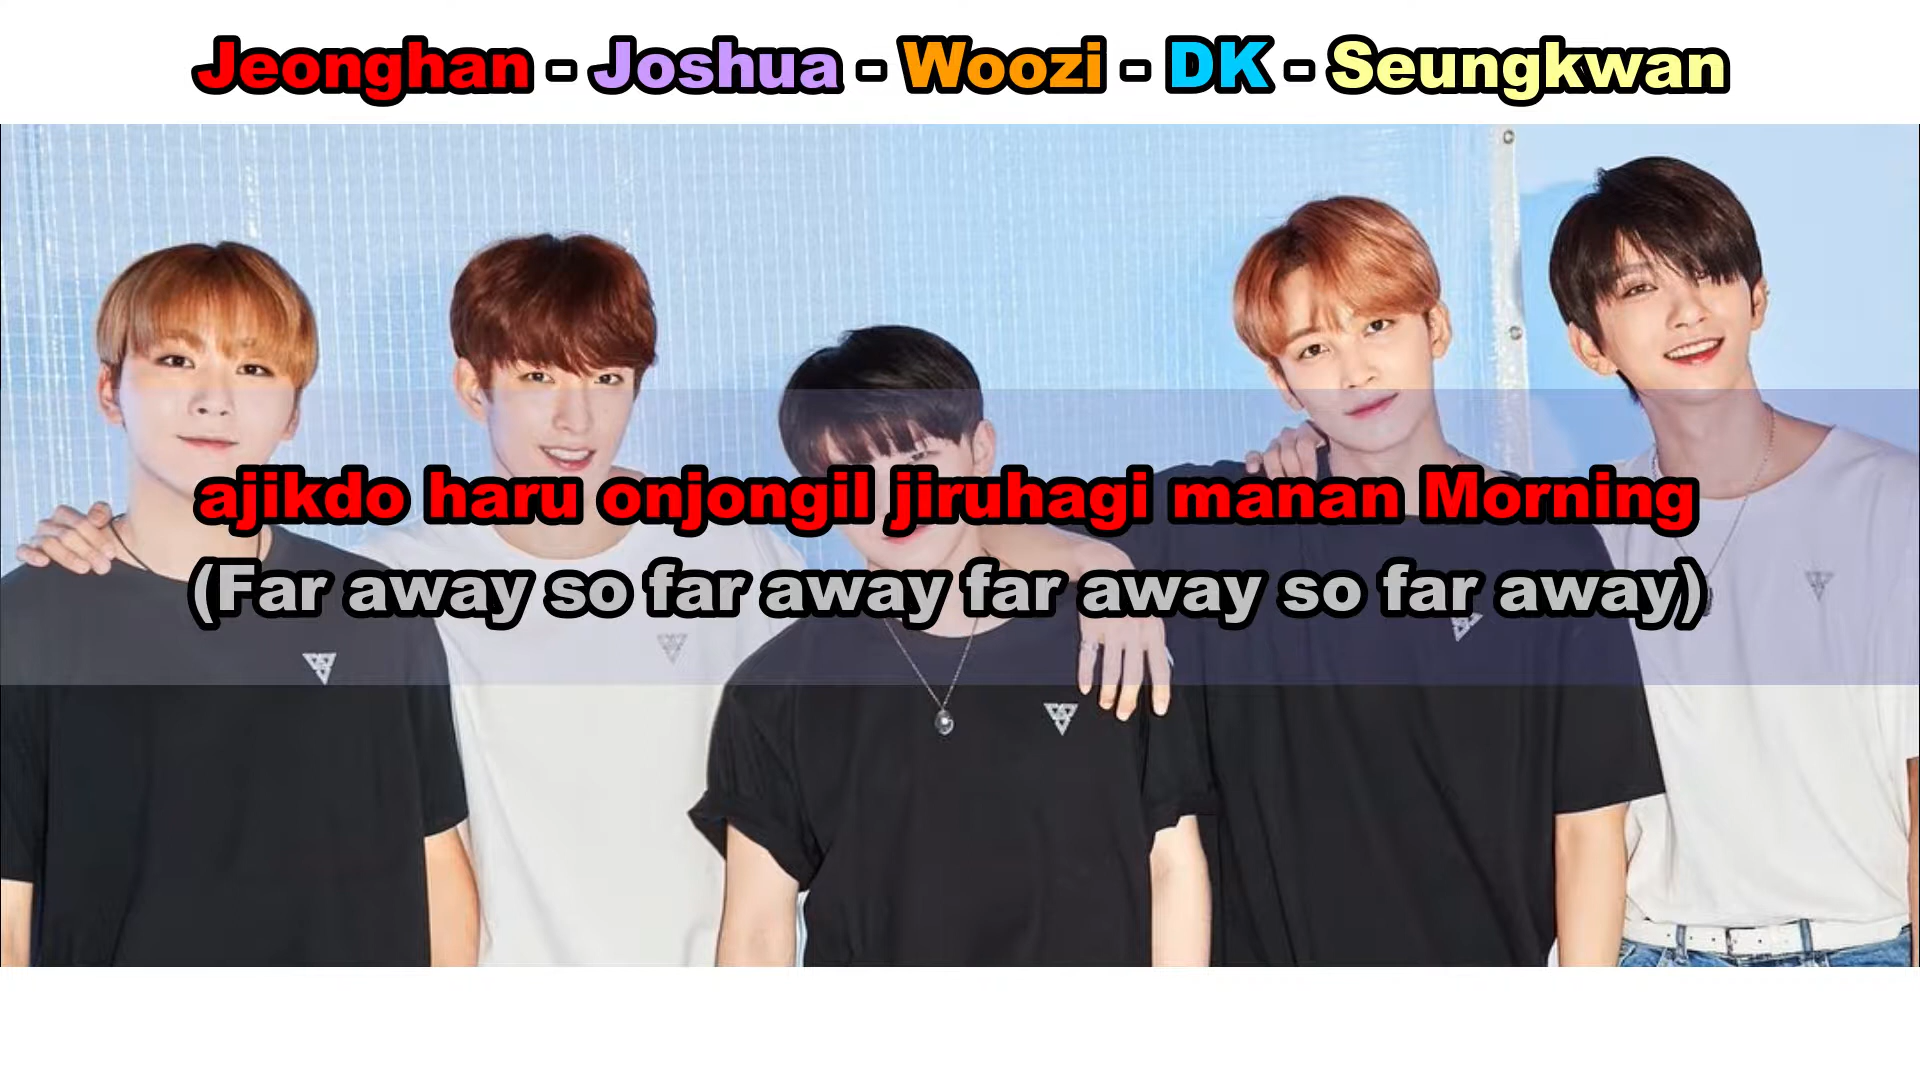 Jeonghan - Joshua - Woozi - DK - Seungkwan
ajikdo haru onjongil jiruhagi manan Morning
(Far away so far away far away so far away)